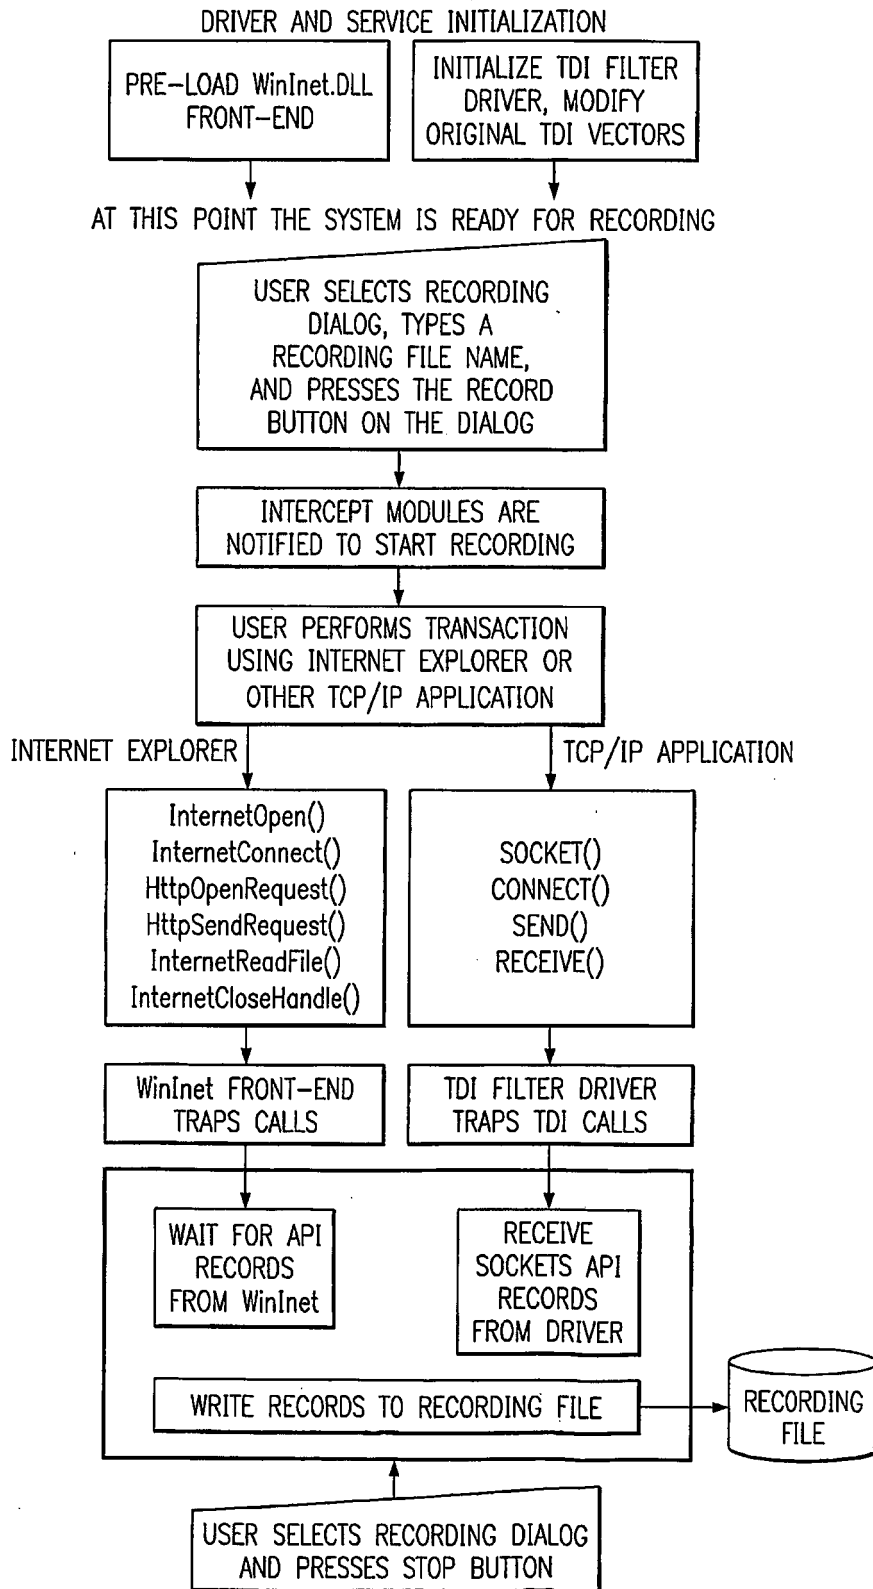 DRIVER AND SERVICE INITIALIZATION
PRE-LOAD WinInet.DLL
FRONT-END
INITIALIZE TDI FILTER
DRIVER, MODIFY
ORIGINAL TDI VECTORS
AT THIS POINT THE SYSTEM IS READY FOR RECORDING
USER SELECTS RECORDING
DIALOG, TYPES A
RECORDING FILE NAME,
AND PRESSES THE RECORD
BUTTON ON THE DIALOG
INTERCEPT MODULES ARE
NOTIFIED TO START RECORDING
USER PERFORMS TRANSACTION
USING INTERNET EXPLORER OR
OTHER TCP/IP APPLICATION
INTERNET EXPLORER
TCP/IP APPLICATION
InternetOpen()
InternetConnect()
HttpOpenRequest()
HttpSendRequest()
InternetReadFile()
InternetCloseHandle()
SOCKET()
CONNECT()
SEND()
RECEIVE()
WinInet FRONT-END
TRAPS CALLS
TDI FILTER DRIVER
TRAPS TDI CALLS
WAIT FOR API
RECORDS
FROM WinInet
RECEIVE
SOCKETS API
RECORDS
FROM DRIVER
WRITE RECORDS TO RECORDING FILE
RECORDING
FILE
USER SELECTS RECORDING DIALOG
AND PRESSES STOP BUTTON